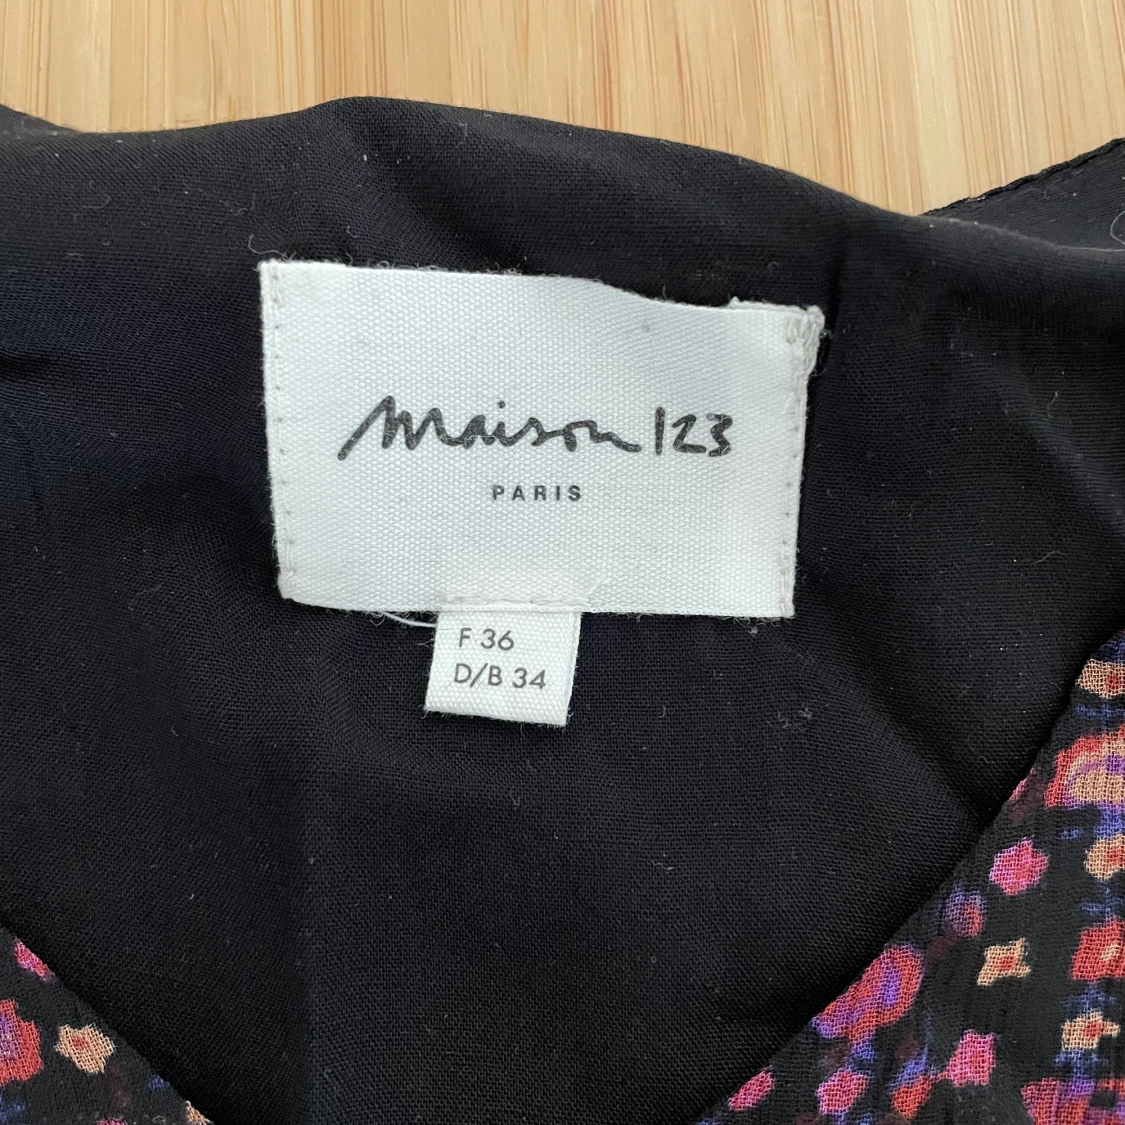 maison 123
PARIS
F 36
D/B 34